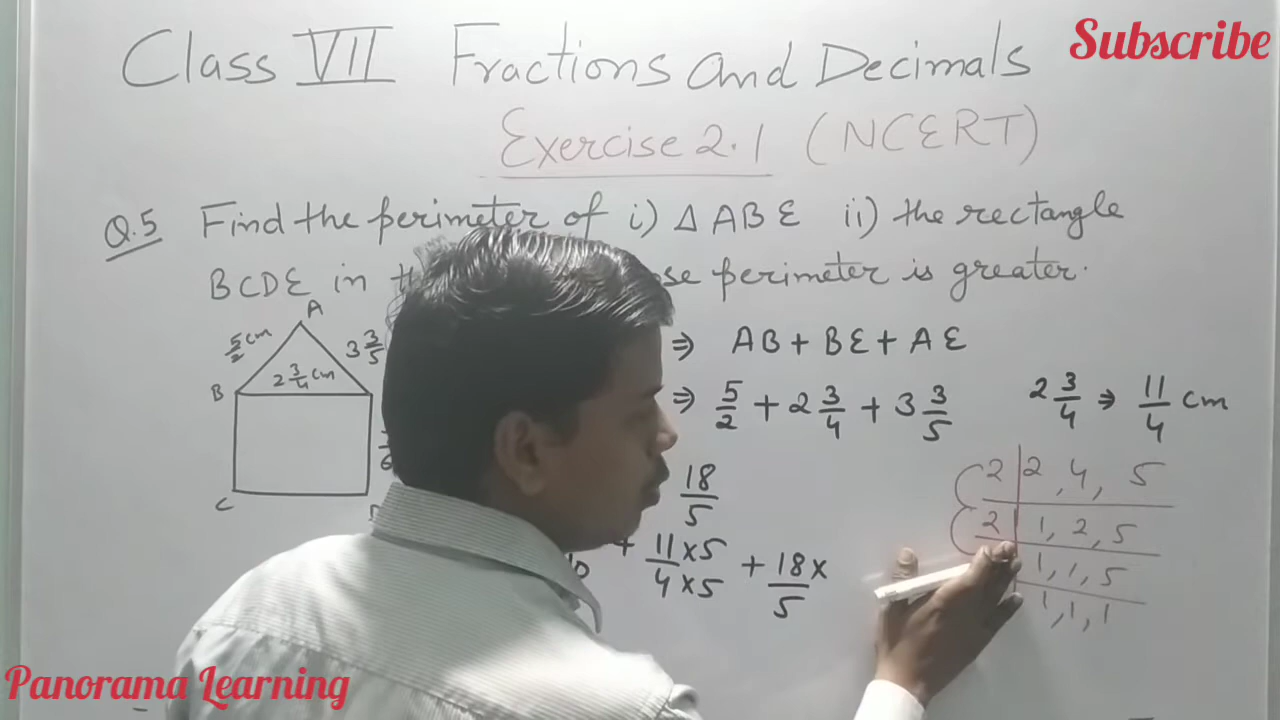 Subscribe
Class VII Fractions and Decimals
Exercise 2.1 (NCERT)
Q.5 Find the perimeter of i) Δ ABE ii) the rectangle
BCDE in perimeter is greater.
A
5/2 cm 3 3/5
2 3/4 cm
B
C
⇒ AB + BE + AE
⇒ 5/2 + 2 3/4 + 3 3/5
2 3/4 ⇒ 11/4 cm
18/5
+ 11×5/4×5 + 18×/5
2 | 2, 4, 5
2 | 1, 2, 5
1, 1, 5
1, 1, 1
Panorama Learning